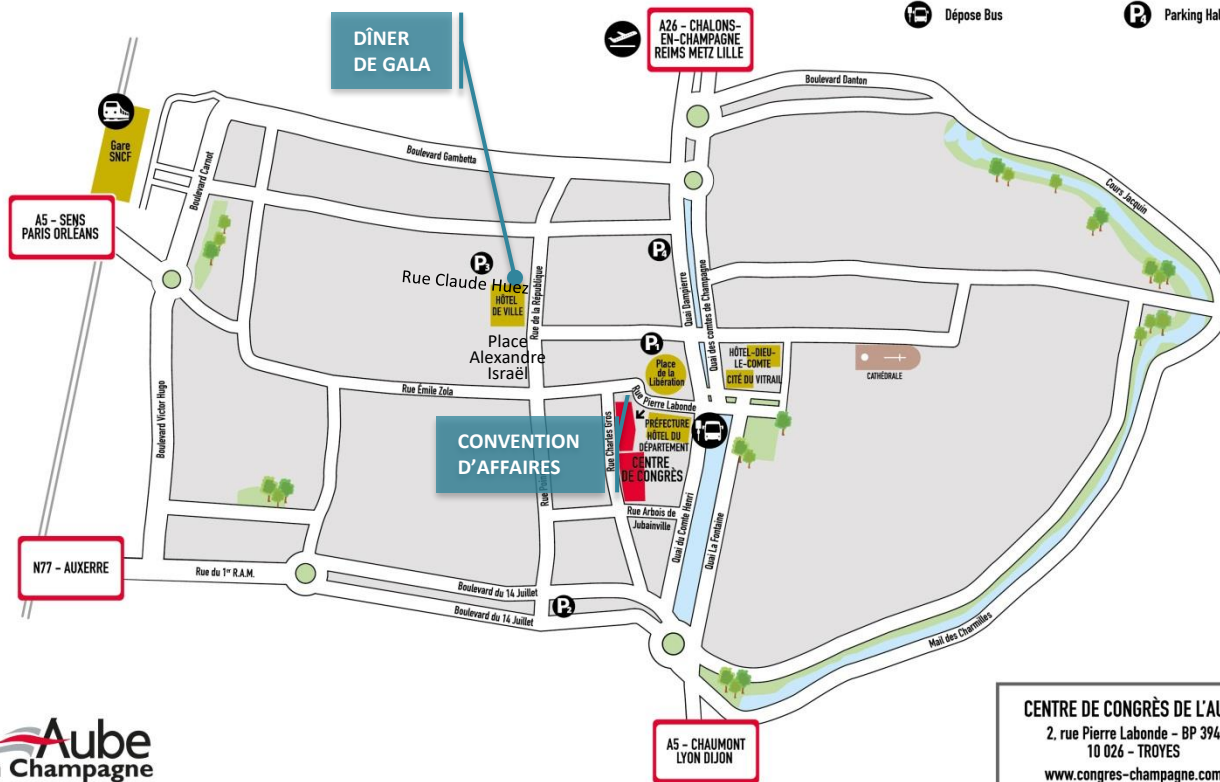 Dépose Bus
P4
Parking Hal
DÎNER
DE GALA
A26 - CHALONS-
EN-CHAMPAGNE
REIMS METZ LILLE
Boulevard Danton
Gare
SNCF
Boulevard Carnot
Boulevard Gambetta
Cours Jacquin
A5 - SENS
PARIS ORLÉANS
P3
P4
Rue Claude Huez
HÔTEL
DE VILLE
Rue de la République
Quai Dampierre
Quai des comtes de Champagne
Place
Alexandre
Israël
P1
Place
de la
Libération
HÔTEL-DIEU-
LE-COMTE
CITÉ DU VITRAIL
CATHÉDRALE
Rue Émile Zola
Rue Pierre Labonde
Boulevard Victor Hugo
CONVENTION
D'AFFAIRES
Rue Charles Gros
PRÉFECTURE
HÔTEL DU
DÉPARTEMENT
CENTRE
DE CONGRÈS
Rue
Rue Arbois de
Jubainville
Quai du Comte Henri
Quai La Fontaine
N77 - AUXERRE
Rue du 1er R.A.M.
Boulevard du 14 Juillet
Boulevard du 14 Juillet
P2
Mail des Charmilles
A5 - CHAUMONT
LYON DIJON
Aube
Champagne
CENTRE DE CONGRÈS DE L'AU
2, rue Pierre Labonde - BP 394
10 026 - TROYES
www.congres-champagne.com